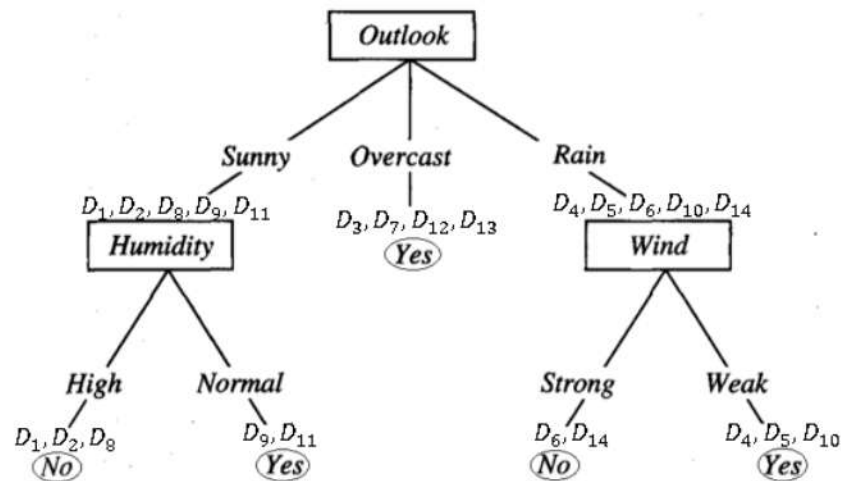 Outlook
Sunny Overcast Rain
D₁, D₂, D₈, D₉, D₁₁
D₃, D₇, D₁₂, D₁₃
D₄, D₅, D₆, D₁₀, D₁₄
Humidity
Yes
Wind
High Normal Strong Weak
D₁, D₂, D₈
D₉, D₁₁
D₆, D₁₄
D₄, D₅, D₁₀
No Yes No Yes